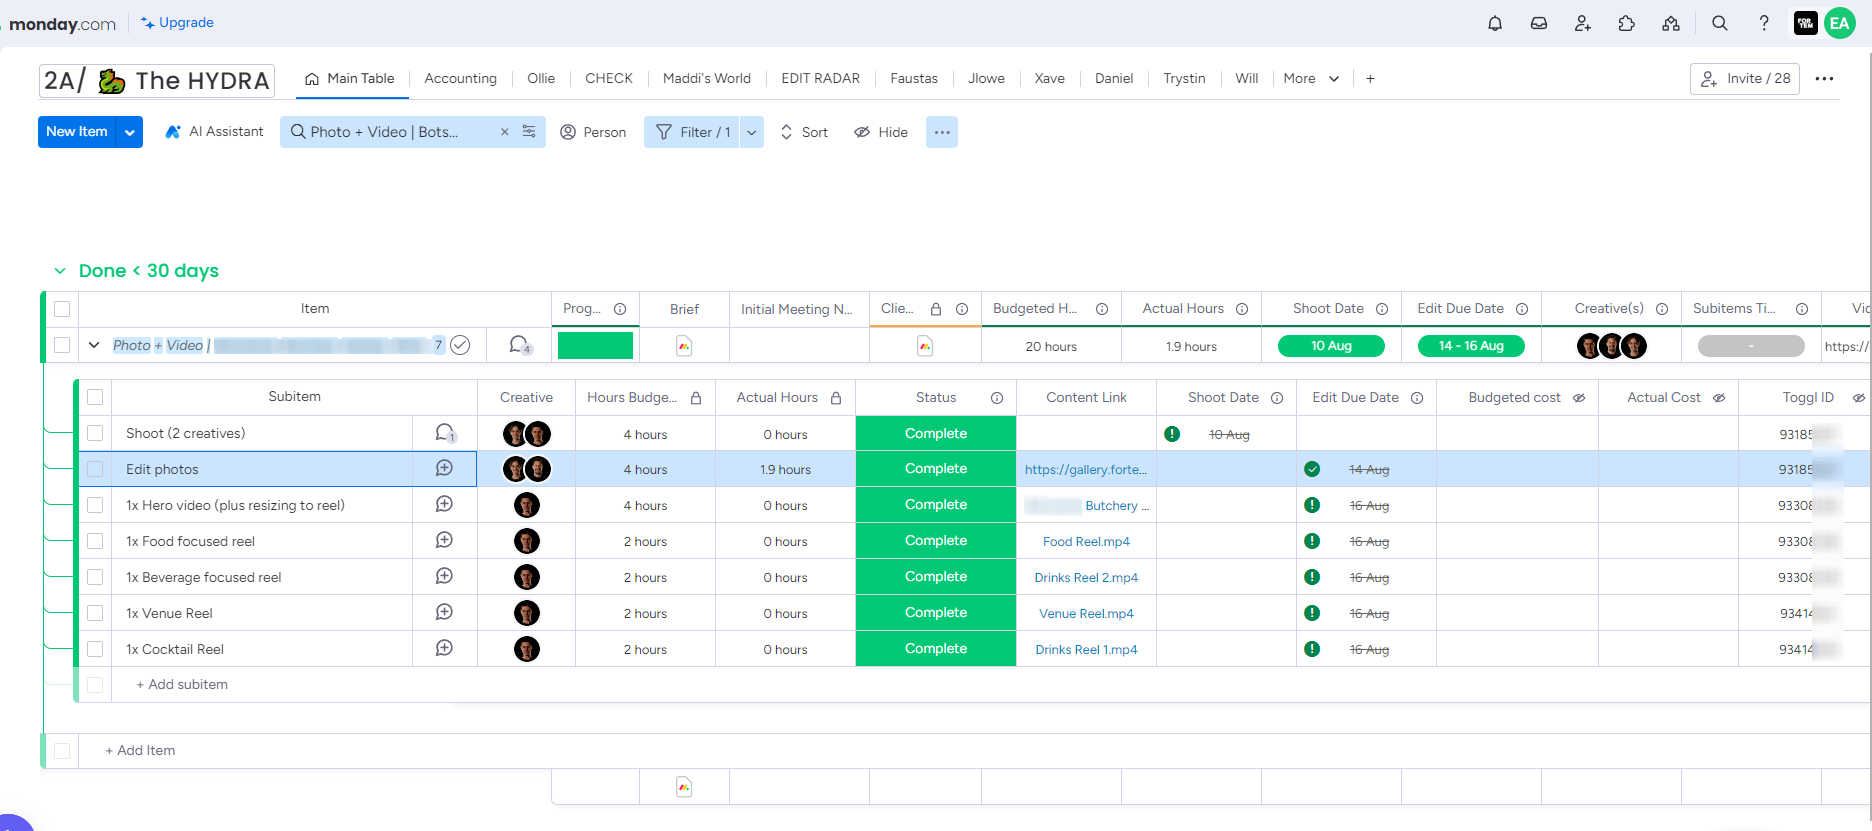 monday.com Upgrade FOR TEM EA
2A/ The HYDRA Main Table Accounting Ollie CHECK Maddi's World EDIT RADAR Faustas Jlowe Xave Daniel Trystin Will More + Invite / 28
New Item AI Assistant Photo + Video | Bots... × Person Filter / 1 Sort Hide
Done < 30 days
Item Prog... Brief Initial Meeting N... Clie... Budgeted H... Actual Hours Shoot Date Edit Due Date Creative(s) Subitems Ti...
Photo + Video | 7 4 20 hours 1.9 hours 10 Aug 14 - 16 Aug - https:/
Subitem Creative Hours Budge... Actual Hours Status Content Link Shoot Date Edit Due Date Budgeted cost Actual Cost Toggl ID
Shoot (2 creatives) 1 4 hours 0 hours Complete 10 Aug 93185
Edit photos 4 hours 1.9 hours Complete https://gallery.forte... 14 Aug 93185
1x Hero video (plus resizing to reel) 4 hours 0 hours Complete Butchery ... 16 Aug 93308
1x Food focused reel 2 hours 0 hours Complete Food Reel.mp4 16 Aug 93308
1x Beverage focused reel 2 hours 0 hours Complete Drinks Reel 2.mp4 16 Aug 93308
1x Venue Reel 2 hours 0 hours Complete Venue Reel.mp4 16 Aug 93414
1x Cocktail Reel 2 hours 0 hours Complete Drinks Reel 1.mp4 16 Aug 93414
+ Add subitem
+ Add Item